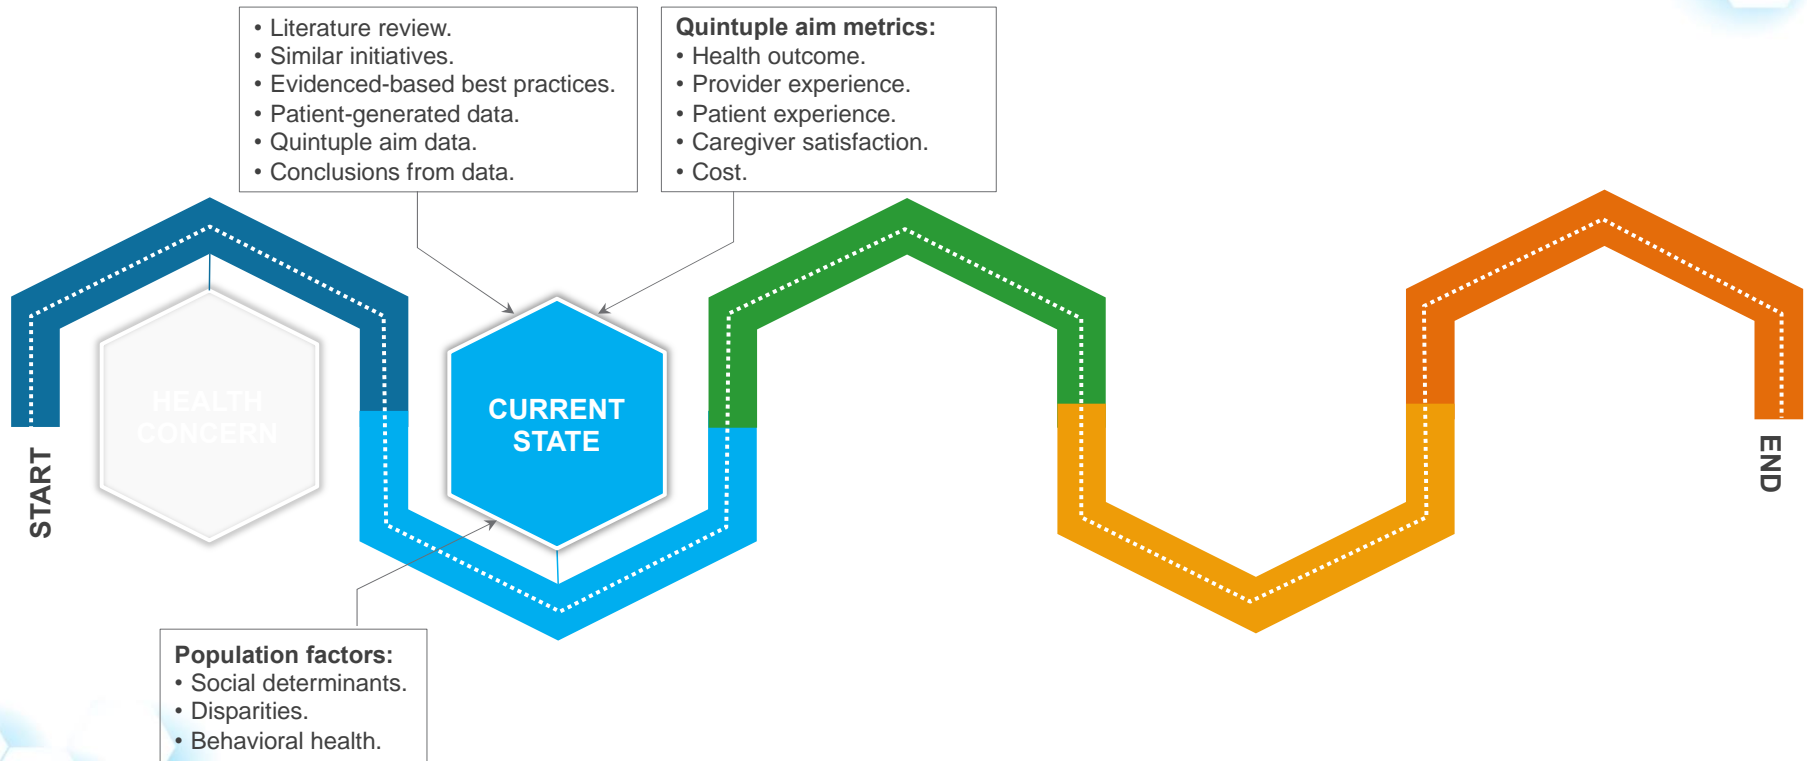 • Literature review.
• Similar initiatives.
• Evidenced-based best practices.
• Patient-generated data.
• Quintuple aim data.
• Conclusions from data.
Quintuple aim metrics:
• Health outcome.
• Provider experience.
• Patient experience.
• Caregiver satisfaction.
• Cost.
START
HEALTH
CONCERN
CURRENT
STATE
END
Population factors:
• Social determinants.
• Disparities.
• Behavioral health.